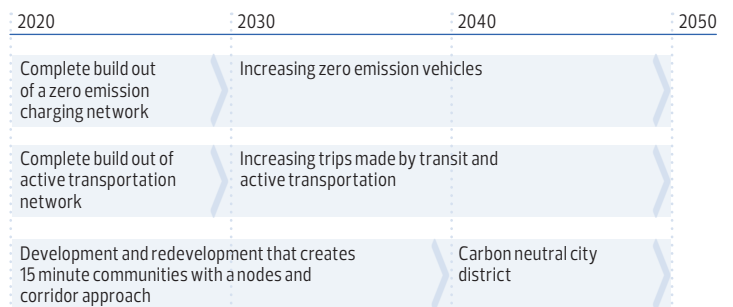 2020 2030 2040 2050
Complete build out
of a zero emission
charging network
Increasing zero emission vehicles
Complete build out of
active transportation
network
Increasing trips made by transit and
active transportation
Development and redevelopment that creates
15 minute communities with a nodes and
corridor approach
Carbon neutral city
district